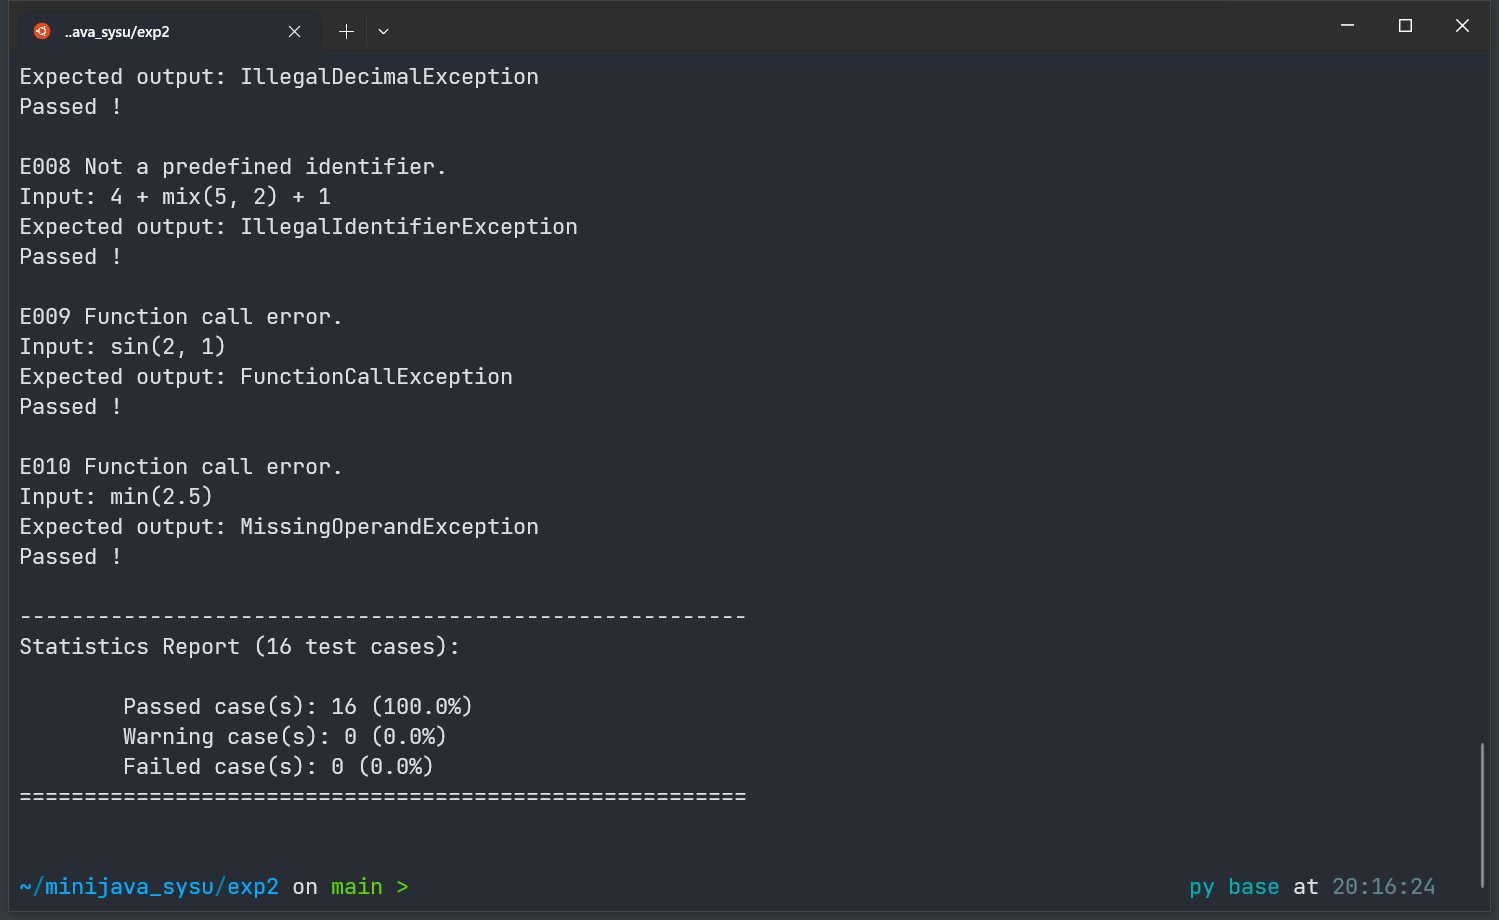 ..ava_sysu/exp2
Expected output: IllegalDecimalException
Passed !
E008 Not a predefined identifier.
Input: 4 + mix(5, 2) + 1
Expected output: IllegalIdentifierException
Passed !
E009 Function call error.
Input: sin(2, 1)
Expected output: FunctionCallException
Passed !
E010 Function call error.
Input: min(2.5)
Expected output: MissingOperandException
Passed !
--------------------------------------------------------
Statistics Report (16 test cases):
Passed case(s): 16 (100.0%)
Warning case(s): 0 (0.0%)
Failed case(s): 0 (0.0%)
========================================================
~/minijava_sysu/exp2 on main > py base at 20:16:24